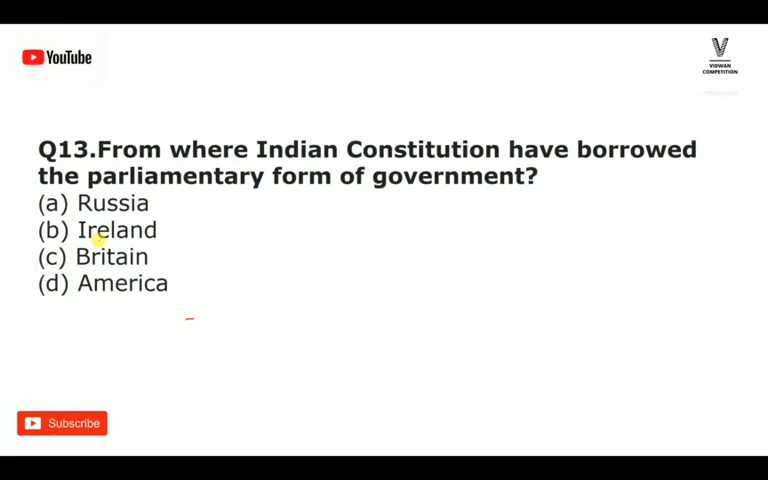 YouTube
V
VIDWAN
COMPETITION
Q13.From where Indian Constitution have borrowed
the parliamentary form of government?
(a) Russia
(b) Ireland
(c) Britain
(d) America
Subscribe